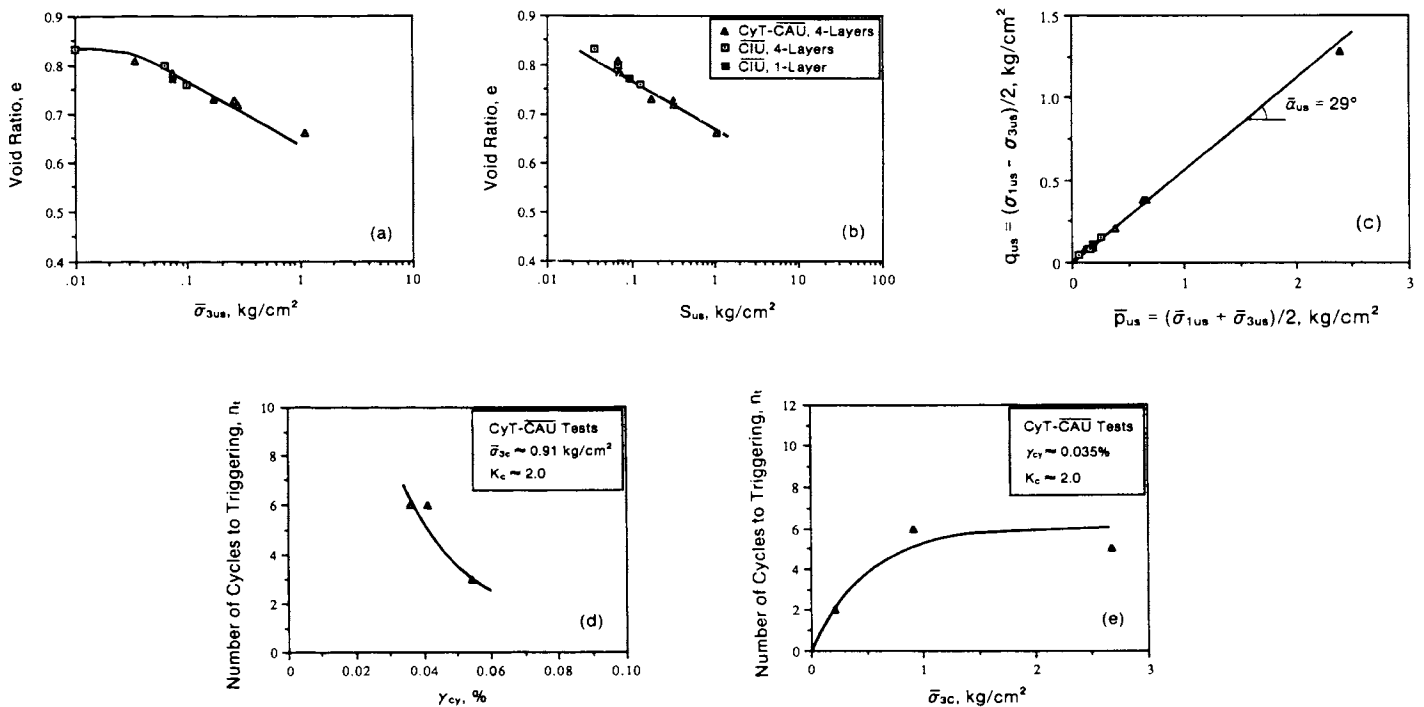 0.9
0.8
0.7
0.6
0.5
0.4
Void Ratio, e
.01
.1
1
10
σ̄₃ᵤₛ, kg/cm²
(a)
0.9
0.8
0.7
0.6
0.5
0.4
Void Ratio, e
CyT-C̅A̅U̅, 4-Layers
C̅I̅U̅, 4-Layers
C̅I̅U̅, 1-Layer
.01
.1
1
10
100
Sᵤₛ, kg/cm²
(b)
1.5
1.0
0.5
0
qᵤₛ = (σ₁ᵤₛ - σ₃ᵤₛ)/2, kg/cm²
ᾱᵤₛ = 29°
0
1
2
3
p̄ᵤₛ = (σ̄₁ᵤₛ + σ̄₃ᵤₛ)/2, kg/cm²
(c)
10
8
6
4
2
0
Number of Cycles to Triggering, nₜ
CyT-C̅A̅U̅ Tests
σ̄₃c ≈ 0.91 kg/cm²
Kc ≈ 2.0
0
0.02
0.04
0.06
0.08
0.10
γcy, %
(d)
12
10
8
6
4
2
0
Number of Cycles to Triggering, nₜ
CyT-C̅A̅U̅ Tests
γcy ≈ 0.035%
Kc ≈ 2.0
0
1
2
3
σ̄₃C, kg/cm²
(e)